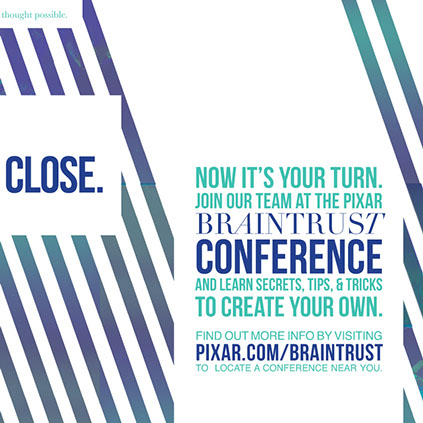 thought possible.
CLOSE.
NOW IT'S YOUR TURN.
JOIN OUR TEAM AT THE PIXAR
BRAINTRUST
CONFERENCE
AND LEARN SECRETS, TIPS, & TRICKS
TO CREATE YOUR OWN.
FIND OUT MORE INFO BY VISITING
PIXAR.COM/BRAINTRUST
TO LOCATE A CONFERENCE NEAR YOU.